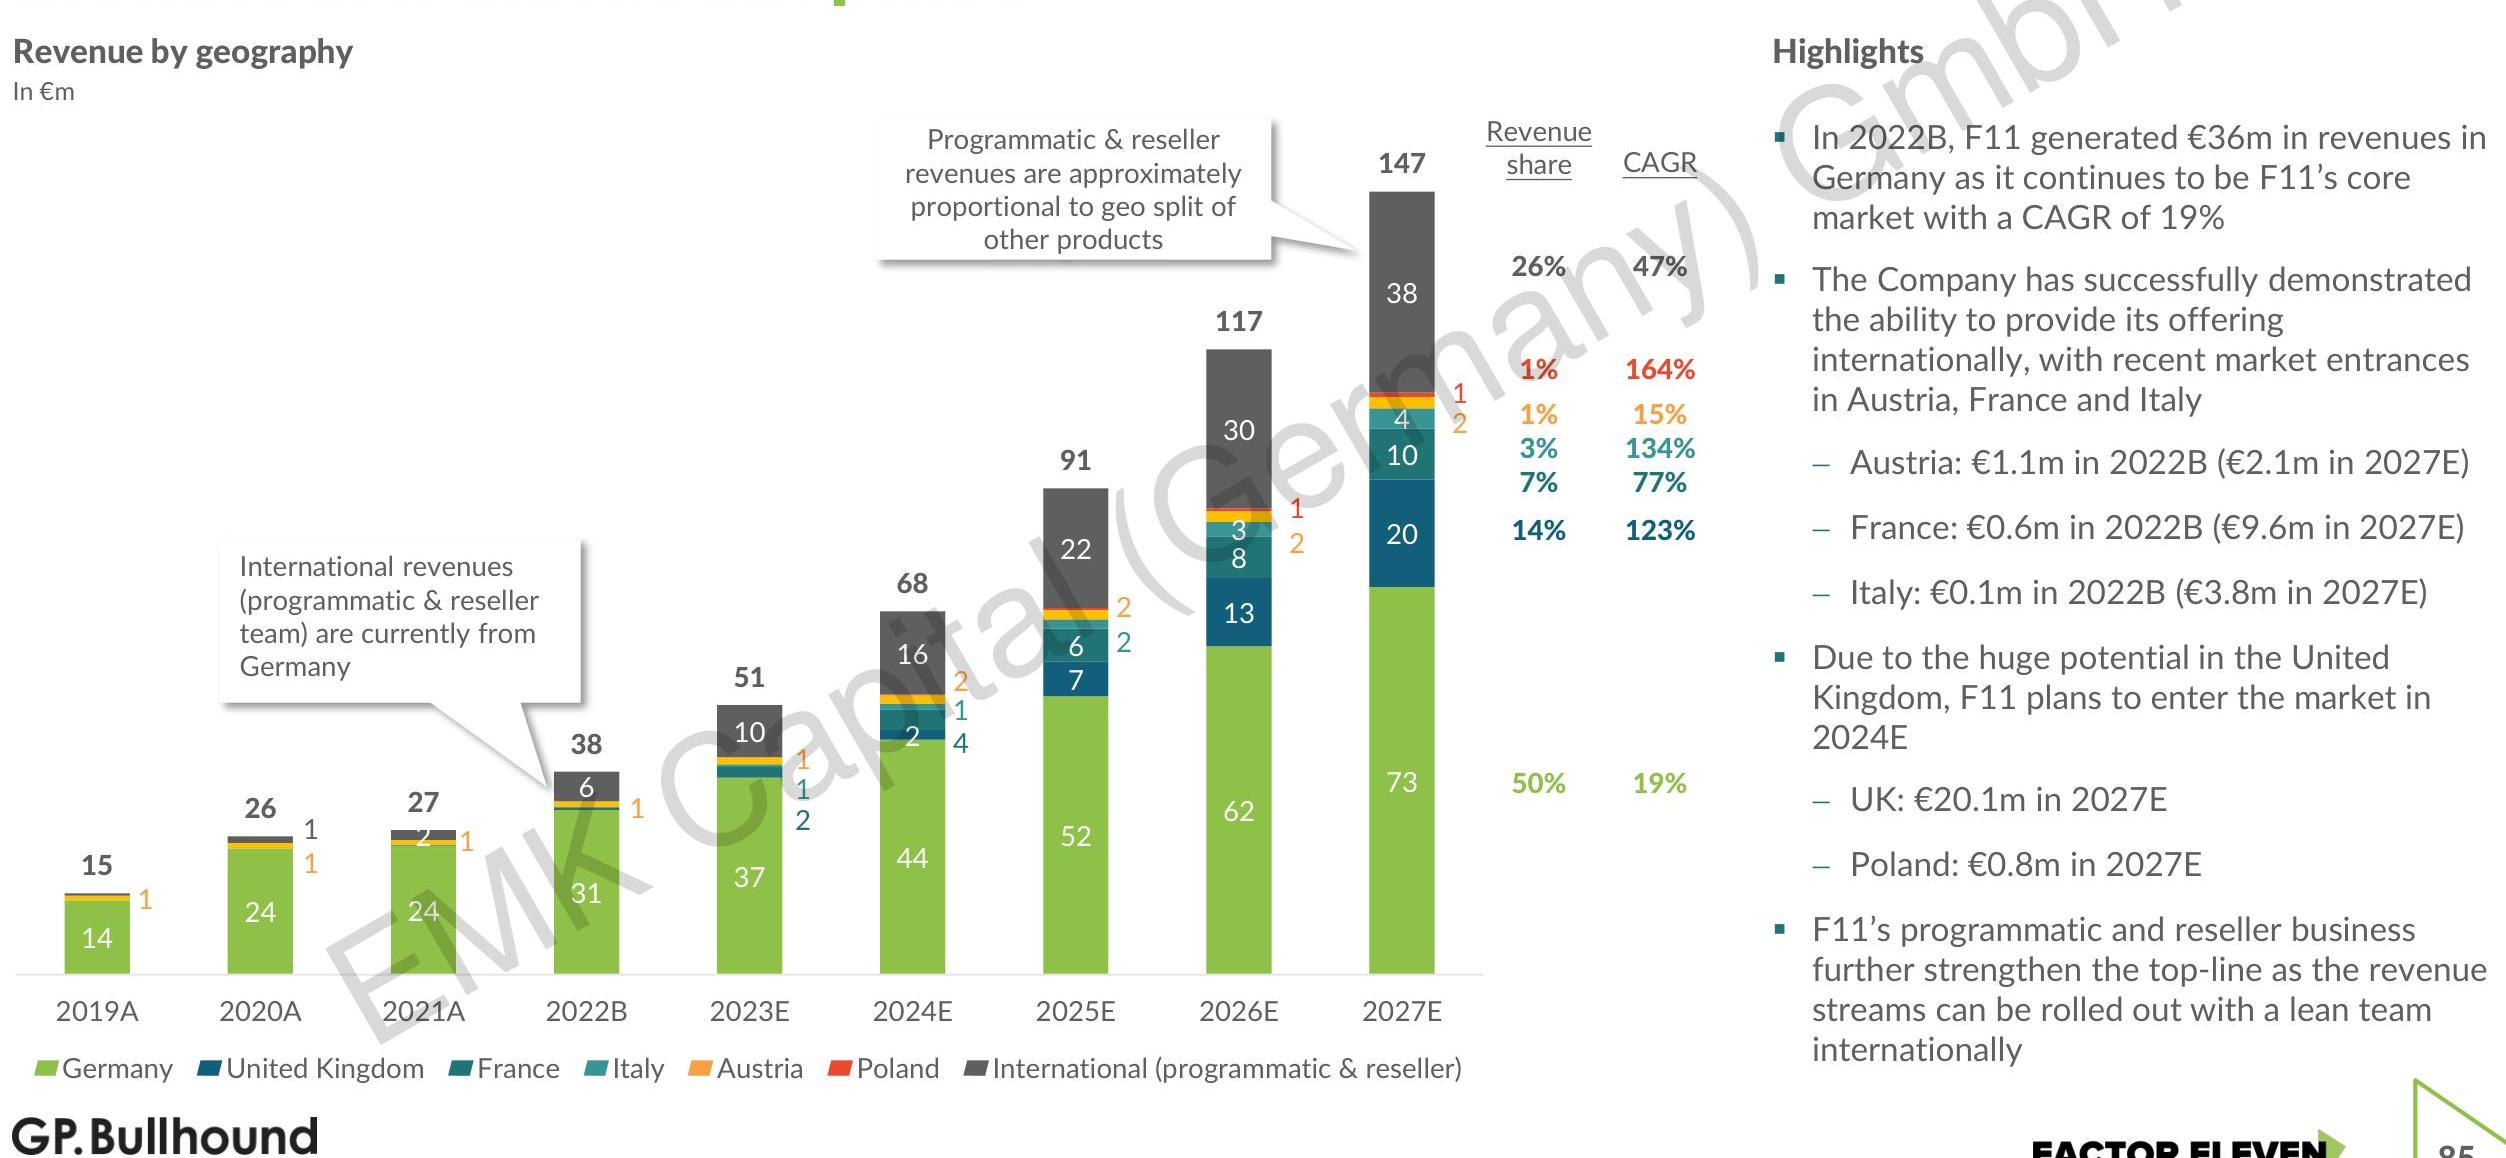 Revenue by geography
In €m
Programmatic & reseller
revenues are approximately
proportional to geo split of
other products
International revenues
(programmatic & reseller
team) are currently from
Germany
15
1
14
26
1
1
24
27
2
1
24
38
6
1
31
51
10
1
1
2
37
68
16
2
1
2
4
44
91
22
2
6
2
7
52
117
30
1
3
2
8
13
62
147
38
1
4
2
10
20
73
Revenue
share
CAGR
26% 47%
1% 164%
1% 15%
3% 134%
7% 77%
14% 123%
50% 19%
2019A 2020A 2021A 2022B 2023E 2024E 2025E 2026E 2027E
Germany United Kingdom France Italy Austria Poland International (programmatic & reseller)
Highlights
▪ In 2022B, F11 generated €36m in revenues in
Germany as it continues to be F11’s core
market with a CAGR of 19%
▪ The Company has successfully demonstrated
the ability to provide its offering
internationally, with recent market entrances
in Austria, France and Italy
– Austria: €1.1m in 2022B (€2.1m in 2027E)
– France: €0.6m in 2022B (€9.6m in 2027E)
– Italy: €0.1m in 2022B (€3.8m in 2027E)
▪ Due to the huge potential in the United
Kingdom, F11 plans to enter the market in
2024E
– UK: €20.1m in 2027E
– Poland: €0.8m in 2027E
▪ F11’s programmatic and reseller business
further strengthen the top-line as the revenue
streams can be rolled out with a lean team
internationally
EMK Capital (Germany) GmbH
GP.Bullhound
FACTOR ELEVEN
85